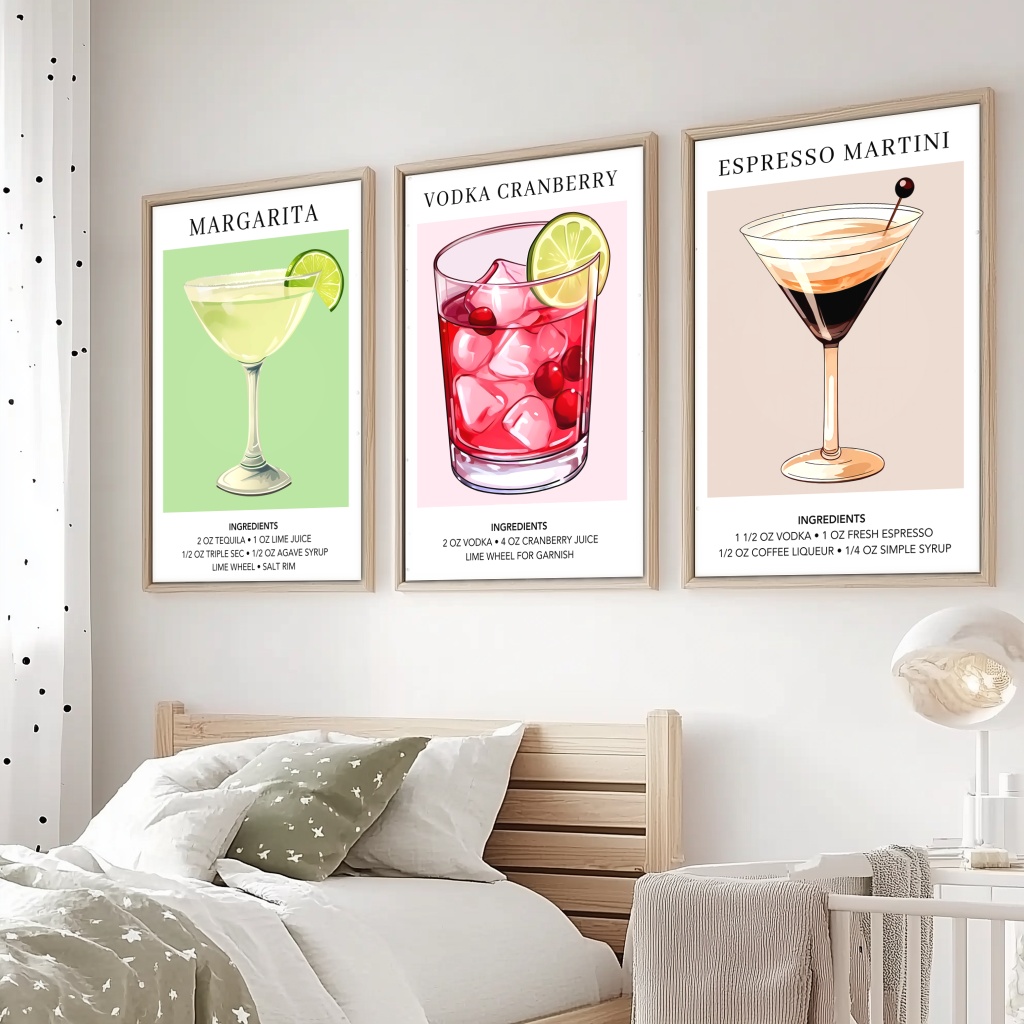 MARGARITA
INGREDIENTS
2 OZ TEQUILA • 1 OZ LIME JUICE
1/2 OZ TRIPLE SEC • 1/2 OZ AGAVE SYRUP
LIME WHEEL • SALT RIM
VODKA CRANBERRY
INGREDIENTS
2 OZ VODKA • 4 OZ CRANBERRY JUICE
LIME WHEEL FOR GARNISH
ESPRESSO MARTINI
INGREDIENTS
1 1/2 OZ VODKA • 1 OZ FRESH ESPRESSO
1/2 OZ COFFEE LIQUEUR • 1/4 OZ SIMPLE SYRUP